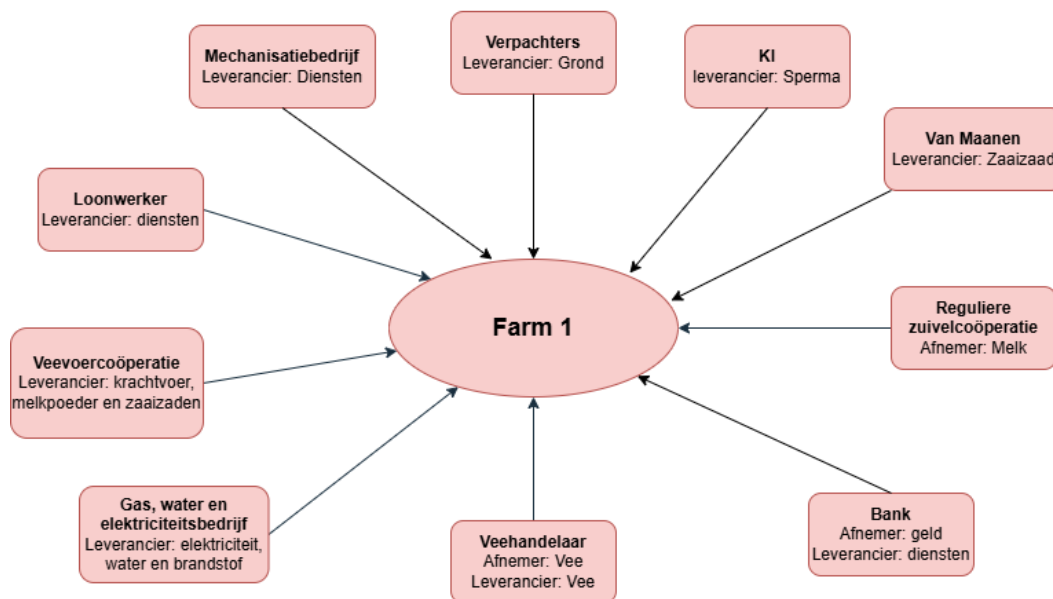 Mechanisatiebedrijf
Leverancier: Diensten
Verpachters
Leverancier: Grond
KI
leverancier: Sperma
Van Maanen
Leverancier: Zaaizaad
Loonwerker
Leverancier: diensten
Farm 1
Reguliere
zuivelcoöperatie
Afnemer: Melk
Veevoercoöperatie
Leverancier: krachtvoer,
melkpoeder en zaaizaden
Gas, water en
elektriciteitsbedrijf
Leverancier: elektriciteit,
water en brandstof
Veehandelaar
Afnemer: Vee
Leverancier: Vee
Bank
Afnemer: geld
Leverancier: diensten